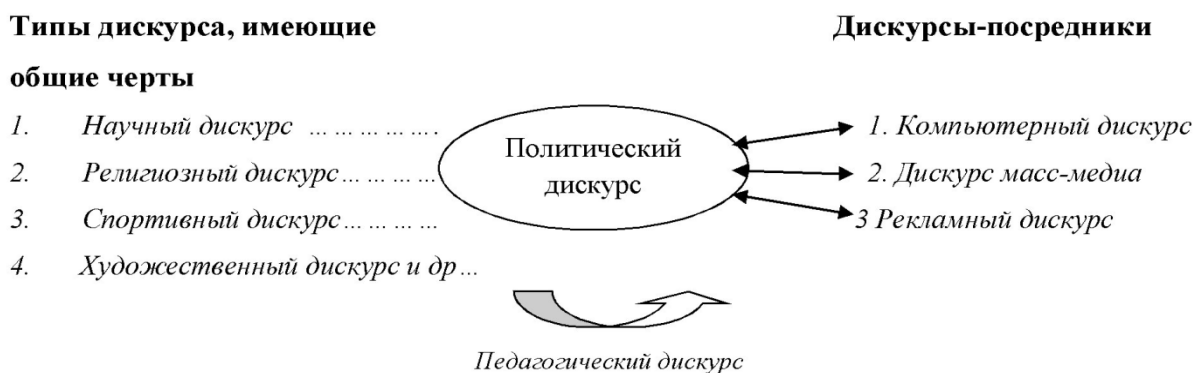 Типы дискурса, имеющие
общие черты
1. Научный дискурс … … … … ….
2. Религиозный дискурс… … … …
3. Спортивный дискурс… … … …
4. Художественный дискурс и др…
Политический
дискурс
Дискурсы-посредники
1. Компьютерный дискурс
2. Дискурс масс-медиа
3 Рекламный дискурс
Педагогический дискурс